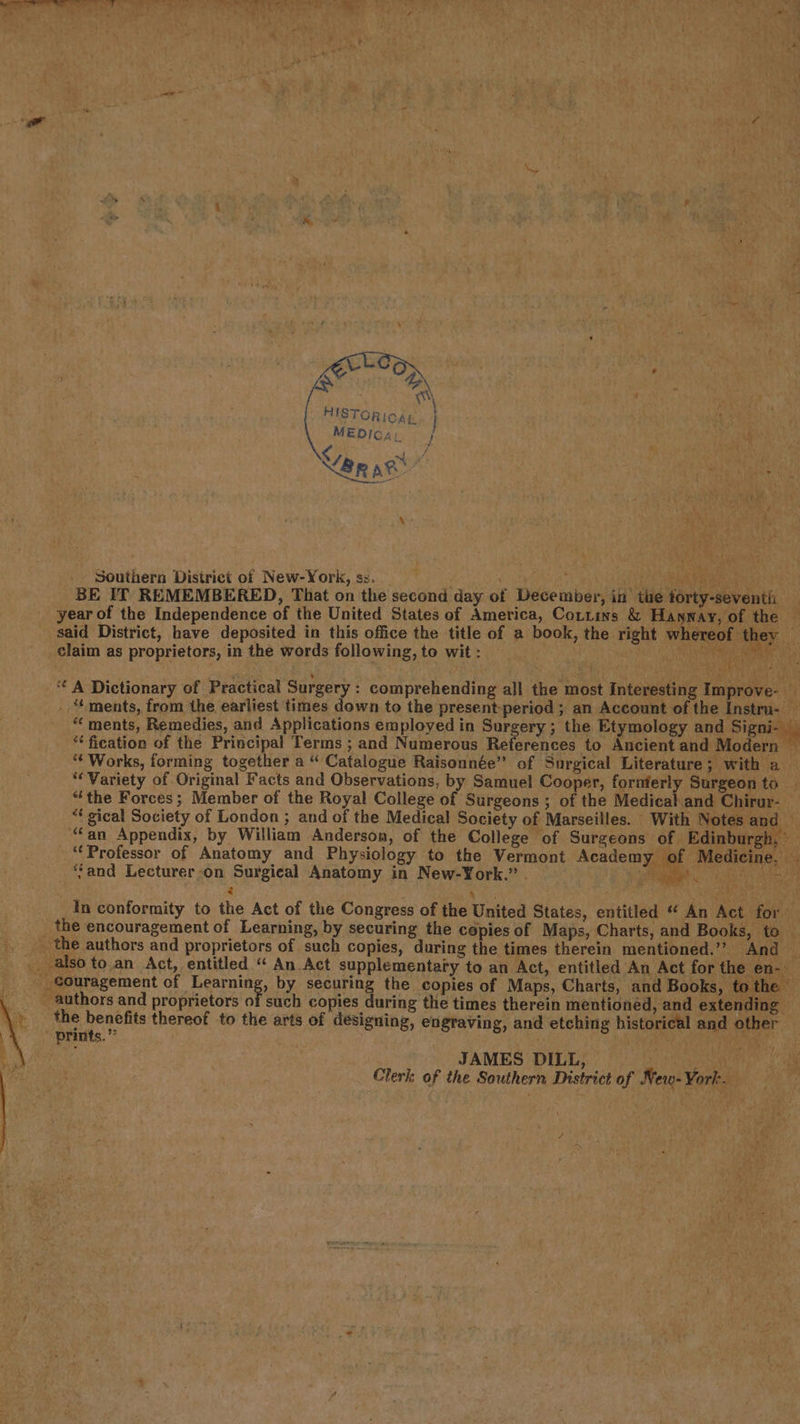 WELLCOME
HISTORICAL
MEDICAL
LIBRARY
Southern District of New-York, ss.
BE IT REMEMBERED, That on the second day of December, in the forty-seventh
year of the Independence of the United States of America, COLLINS & HANNAY, of the
said District, have deposited in this office the title of a book, the right whereof they
claim as proprietors, in the words following, to wit:
“ A Dictionary of Practical Surgery : comprehending all the most Interesting Improve-
“ ments, from the earliest times down to the present period ; an Account of the Instru-
“ ments, Remedies, and Applications employed in Surgery ; the Etymology and Signi-
“ fication of the Principal Terms ; and Numerous References to Ancient and Modern
“ Works, forming together a “ Catalogue Raisonnée” of Surgical Literature ; with a
“ Variety of Original Facts and Observations, by Samuel Cooper, formerly Surgeon to
“ the Forces ; Member of the Royal College of Surgeons ; of the Medical and Chirur-
“ gical Society of London ; and of the Medical Society of Marseilles. With Notes and
“ an Appendix, by William Anderson, of the College of Surgeons of Edinburgh,
“ Professor of Anatomy and Physiology to the Vermont Academy of Medicine,
“ and Lecturer on Surgical Anatomy in New-York.”
In conformity to the Act of the Congress of the United States, entitled “ An Act for
the encouragement of Learning, by securing the copies of Maps, Charts, and Books, to
the authors and proprietors of such copies, during the times therein mentioned.” And
also to an Act, entitled “ An Act supplementary to an Act, entitled An Act for the en-
couragement of Learning, by securing the copies of Maps, Charts, and Books, to the
authors and proprietors of such copies during the times therein mentioned, and extending
the benefits thereof to the arts of designing, engraving, and etching historical and other
prints.”
JAMES DILL,
Clerk of the Southern District of New-York.